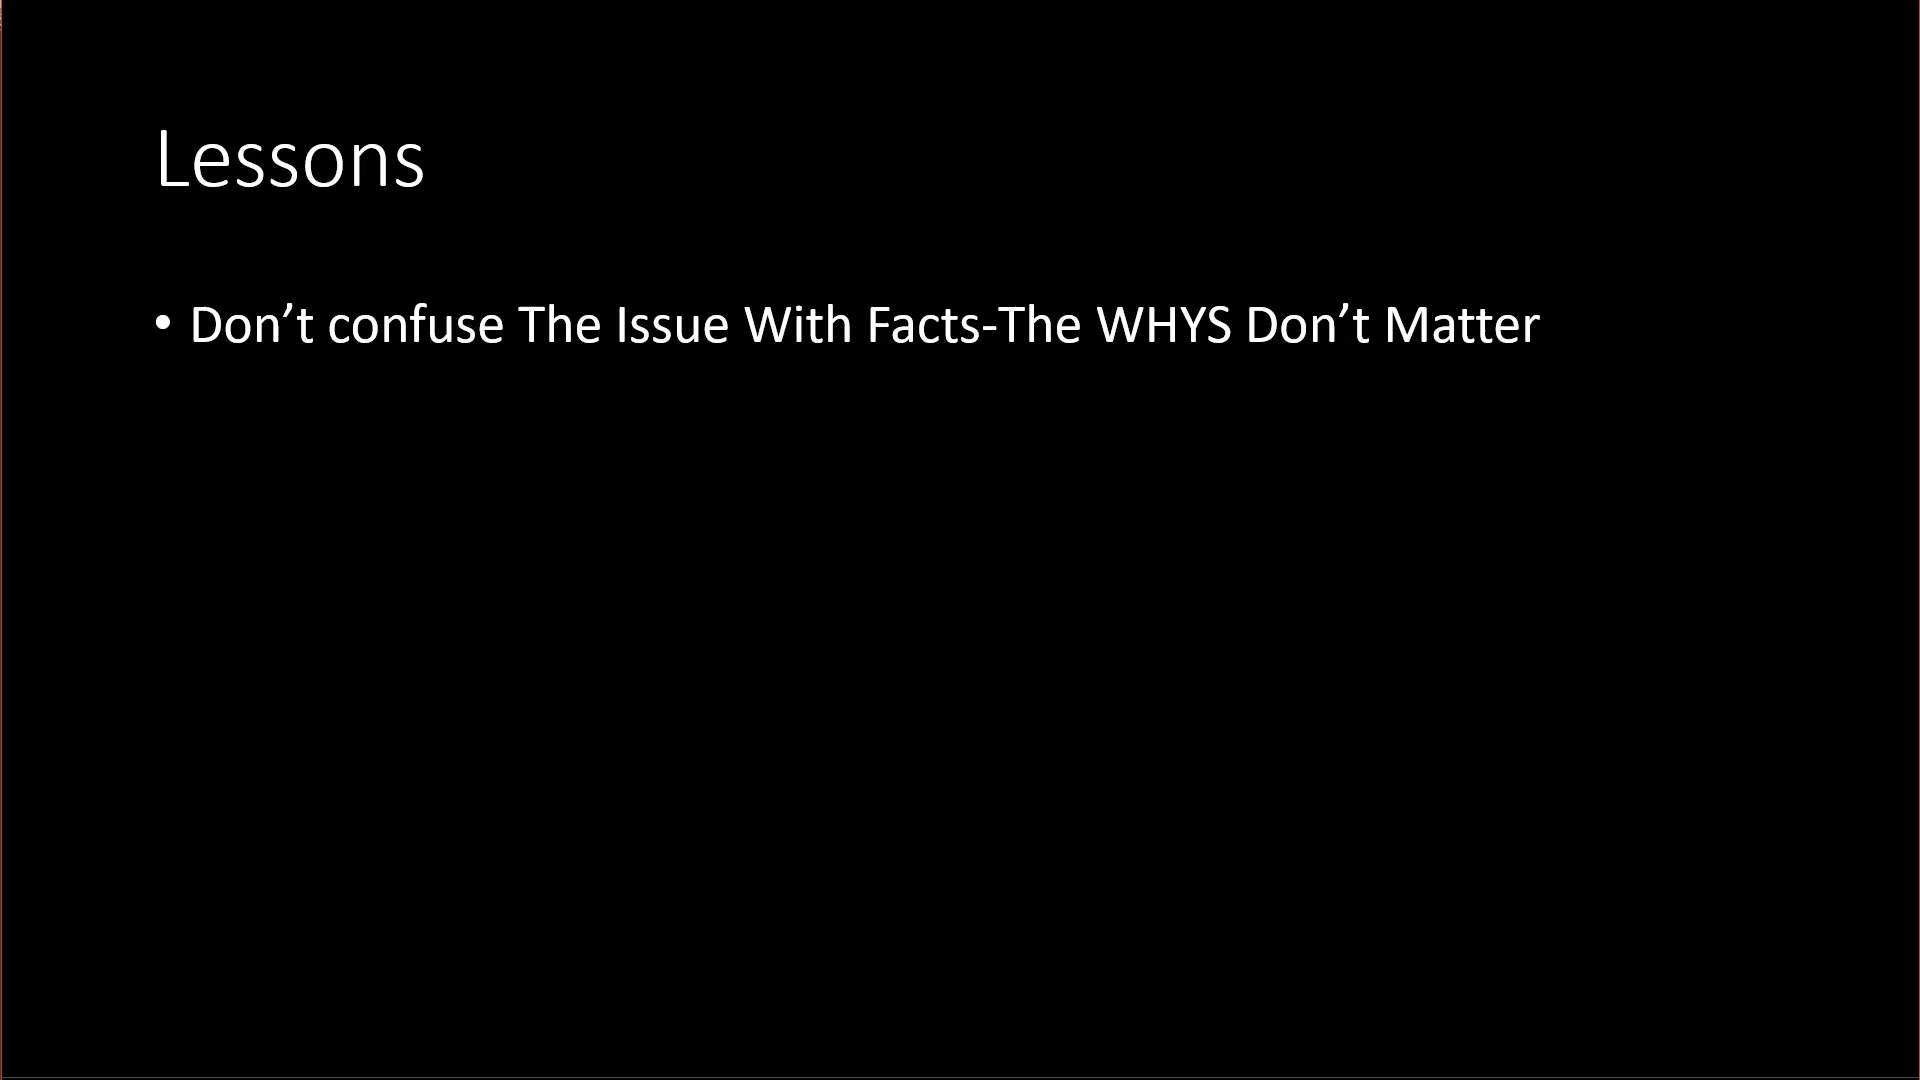 Lessons
• Don’t confuse The Issue With Facts-The WHYS Don’t Matter